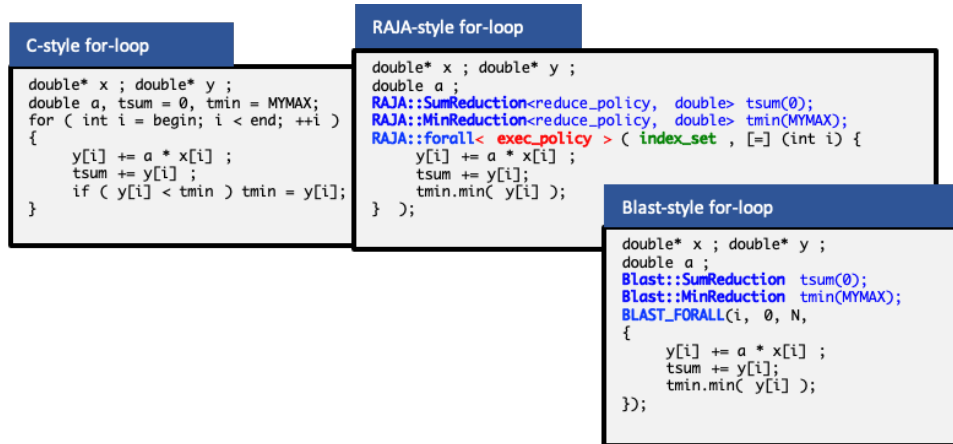 C-style for-loop
double* x ; double* y ;
double a, tsum = 0, tmin = MYMAX;
for ( int i = begin; i < end; ++i )
{
y[i] += a * x[i] ;
tsum += y[i] ;
if ( y[i] < tmin ) tmin = y[i];
}
RAJA-style for-loop
double* x ; double* y ;
double a ;
RAJA::SumReduction<reduce_policy, double> tsum(0);
RAJA::MinReduction<reduce_policy, double> tmin(MYMAX);
RAJA::forall< exec_policy > ( index_set , [=] (int i) {
y[i] += a * x[i] ;
tsum += y[i];
tmin.min( y[i] );
} );
Blast-style for-loop
double* x ; double* y ;
double a ;
Blast::SumReduction tsum(0);
Blast::MinReduction tmin(MYMAX);
BLAST_FORALL(i, 0, N,
{
y[i] += a * x[i] ;
tsum += y[i];
tmin.min( y[i] );
});